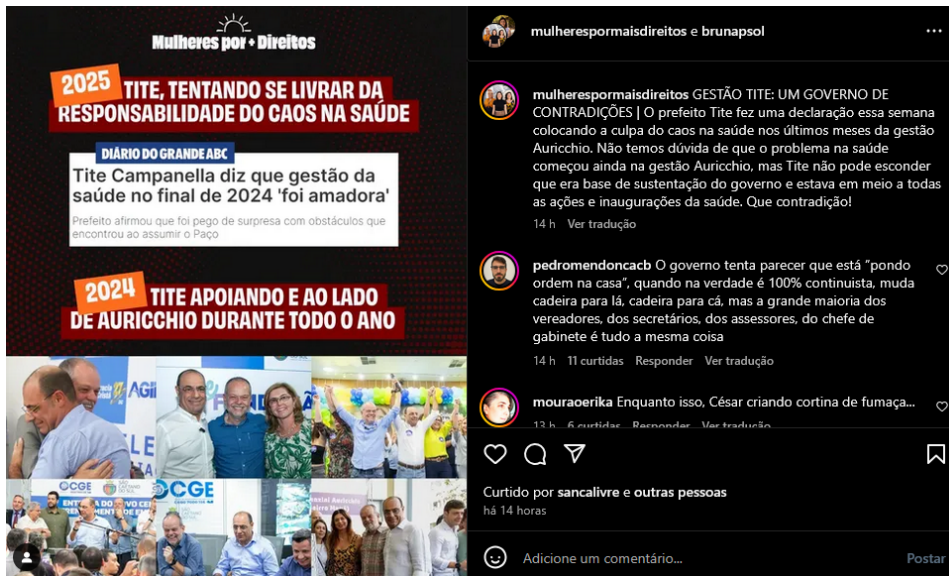 Mulheres por + Direitos
2025
TITE, TENTANDO SE LIVRAR DA
RESPONSABILIDADE DO CAOS NA SAÚDE
DIÁRIO DO GRANDE ABC
Tite Campanella diz que gestão da
saúde no final de 2024 'foi amadora'
Prefeito afirmou que foi pego de surpresa com obstáculos que
encontrou ao assumir o Paço
2024
TITE APOIANDO E AO LADO
DE AURICCHIO DURANTE TODO O ANO
AGI
CGE
CGE
mulherespormaisdireitos e brunapsol
mulherespormaisdireitos GESTÃO TITE: UM GOVERNO DE
CONTRADIÇÕES | O prefeito Tite fez uma declaração essa semana
colocando a culpa do caos na saúde nos últimos meses da gestão
Auricchio. Não temos dúvida de que o problema na saúde
começou ainda na gestão Auricchio, mas Tite não pode esconder
que era base de sustentação do governo e estava em meio a todas
as ações e inaugurações da saúde. Que contradição!
14 h Ver tradução
pedromendoncacb O governo tenta parecer que está "pondo
ordem na casa", quando na verdade é 100% continuista, muda
cadeira para lá, cadeira para cá, mas a grande maioria dos
vereadores, dos secretários, dos assessores, do chefe de
gabinete é tudo a mesma coisa
14 h 11 curtidas Responder Ver tradução
mouraoerika Enquanto isso, César criando cortina de fumaça...
13 h 6 curtidas Responder Ver tradução
Curtido por sancalivre e outras pessoas
há 14 horas
Adicione um comentário...
Postar